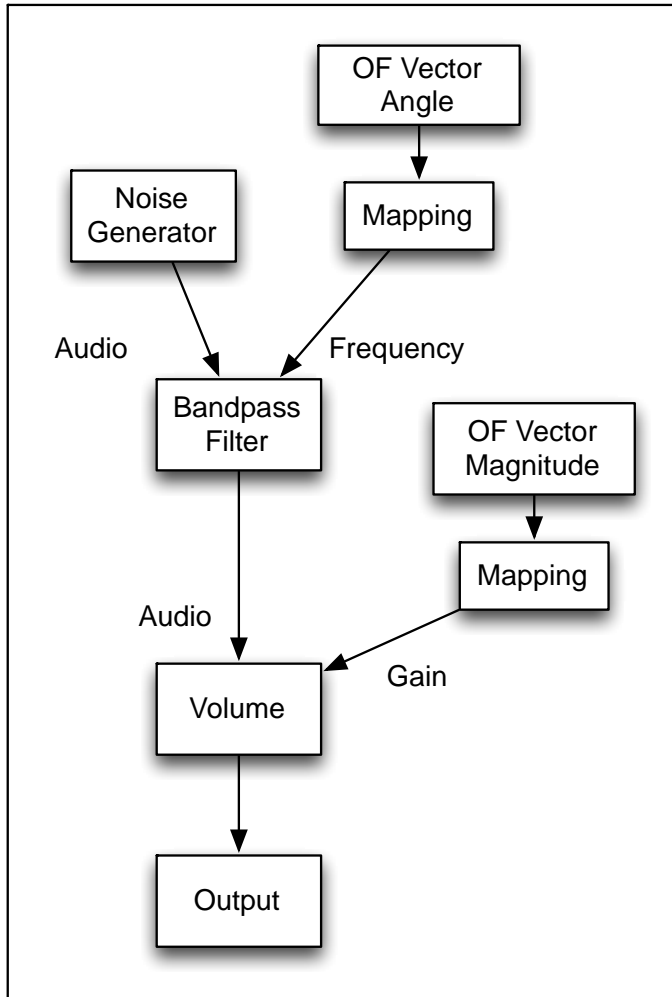 OF Vector
Angle
Noise
Generator
Mapping
Audio
Frequency
Bandpass
Filter
OF Vector
Magnitude
Mapping
Audio
Gain
Volume
Output